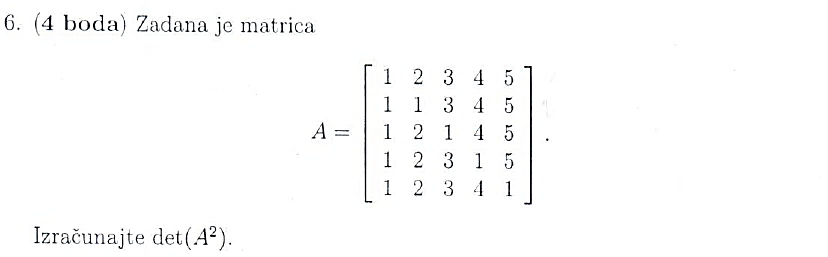 6. (4 boda) Zadana je matrica
1 2 3 4 5
1 1 3 4 5
A = 1 2 1 4 5 .
1 2 3 1 5
1 2 3 4 1
Izračunajte det(A²).